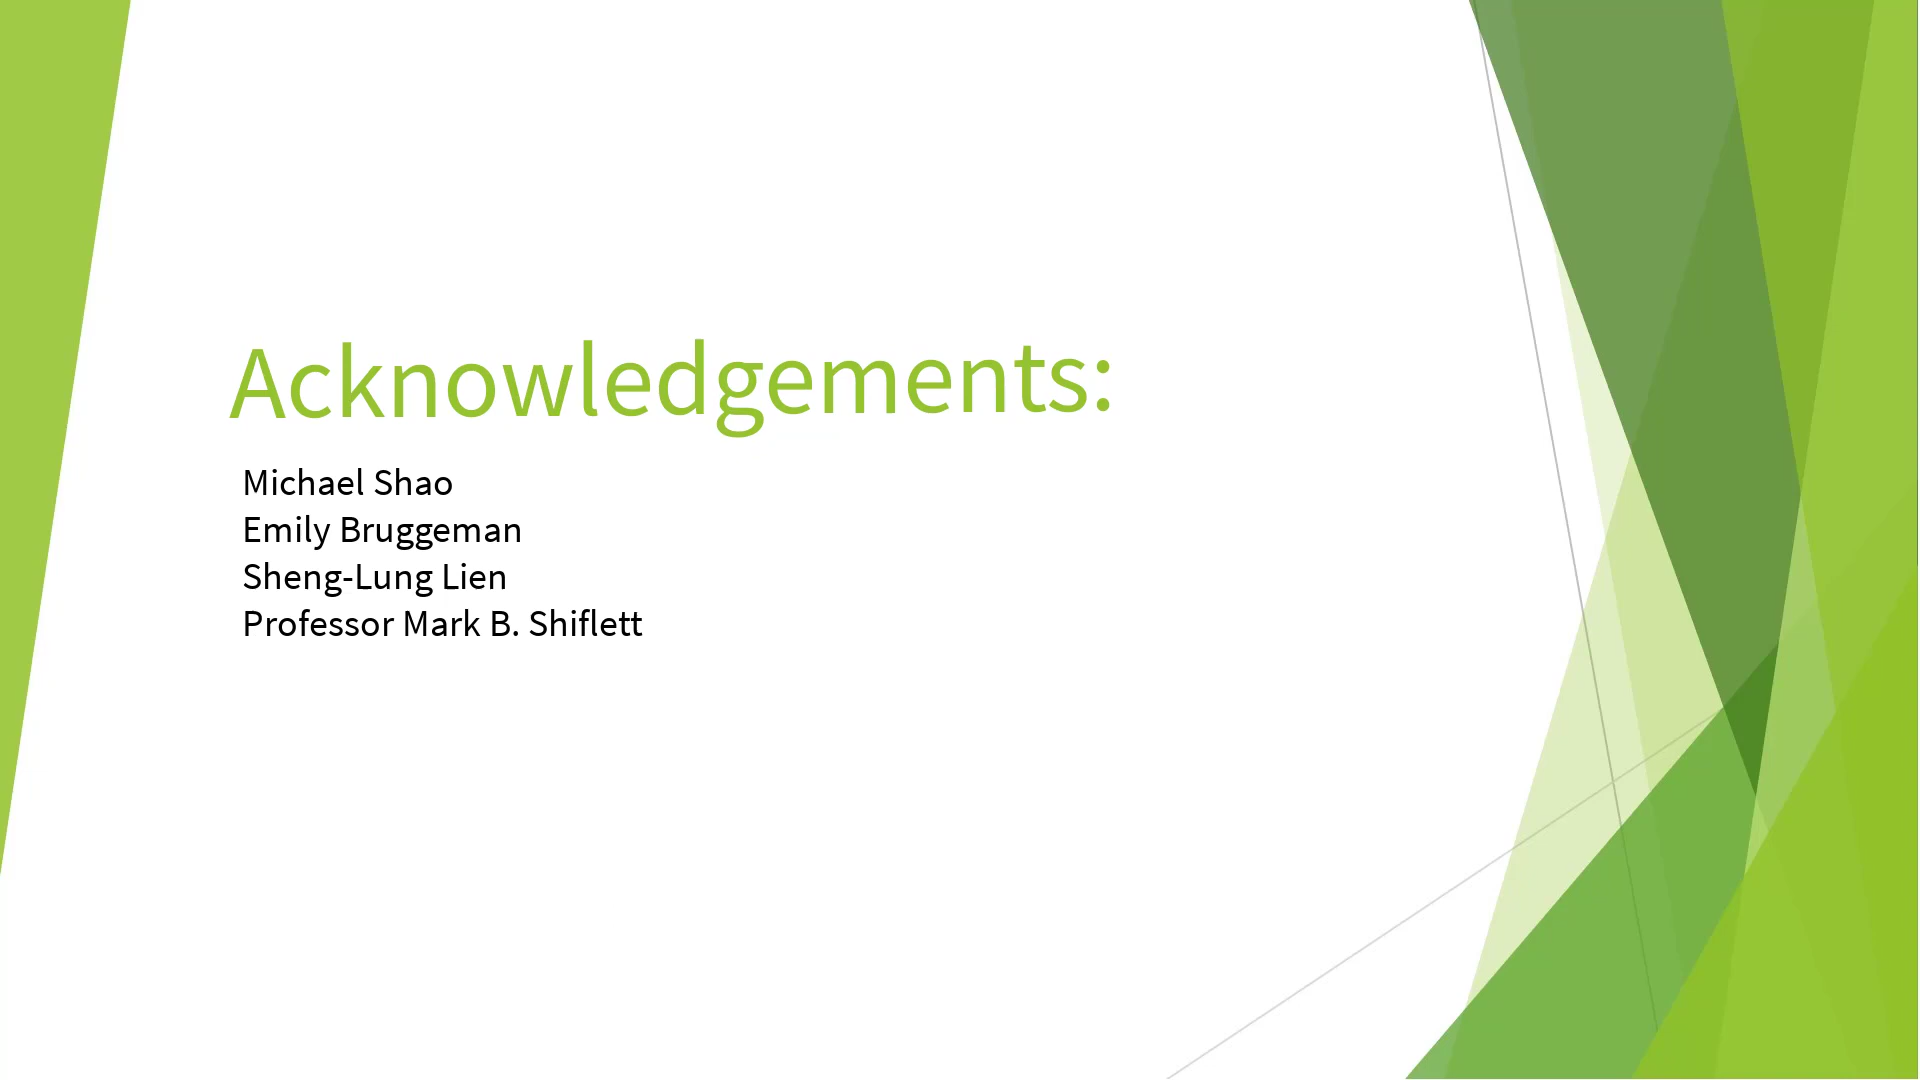 Acknowledgements:
Michael Shao
Emily Bruggeman
Sheng-Lung Lien
Professor Mark B. Shiflett